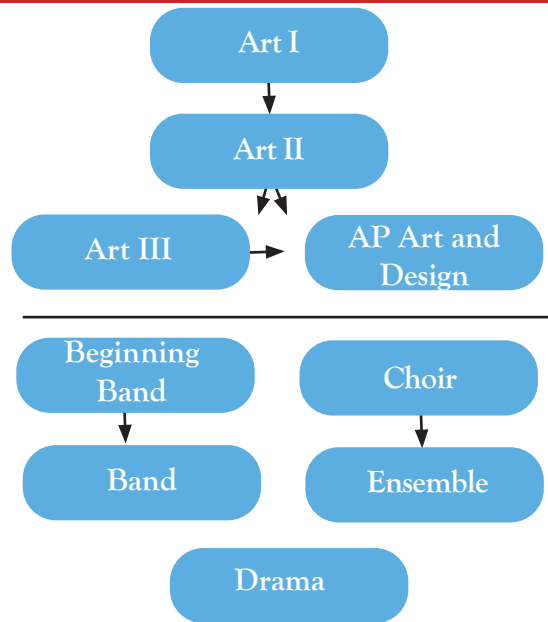 Art I
Art II
Art III
AP Art and
Design
Beginning
Band
Choir
Band
Ensemble
Drama